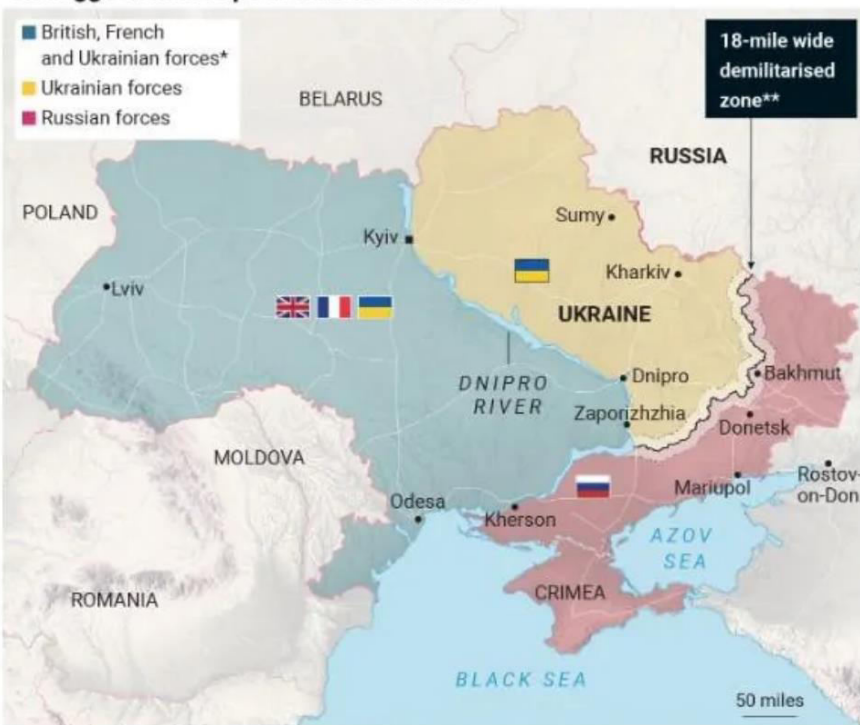 British, French
and Ukrainian forces*
Ukrainian forces
Russian forces
18-mile wide
demilitarised
zone**
BELARUS
RUSSIA
POLAND
Sumy
Kyiv
Kharkiv
Lviv
UKRAINE
DNIPRO
RIVER
Dnipro
Bakhmut
Zaporizhzhia
Donetsk
MOLDOVA
Mariupol
Rostov-
on-Don
Odesa
Kherson
AZOV
SEA
CRIMEA
ROMANIA
BLACK SEA
50 miles